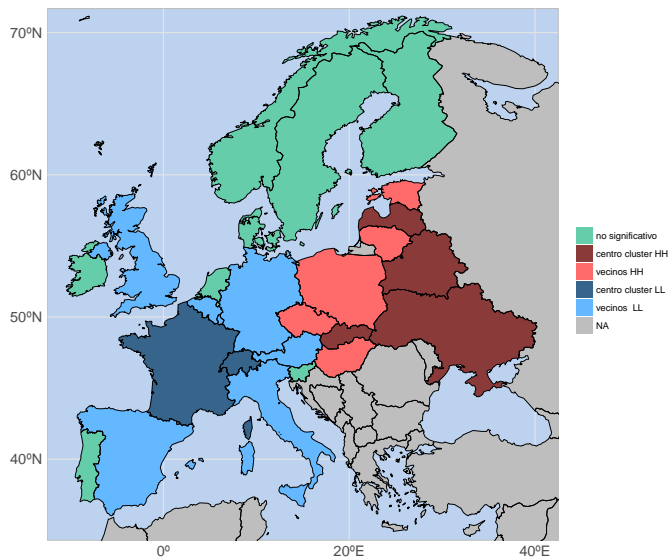 70ºN
60ºN
50ºN
40ºN
0º
20ºE
40ºE
no significativo
centro cluster HH
vecinos HH
centro cluster LL
vecinos LL
NA